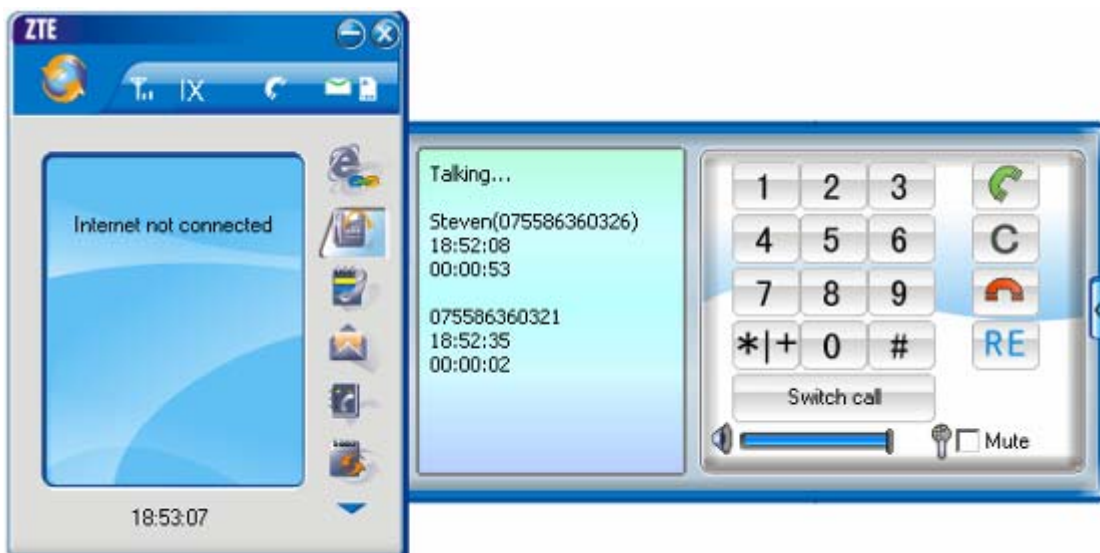 ZTE
1X
Internet not connected
18:53:07
Talking...
Steven(075586360326)
18:52:08
00:00:53
075586360321
18:52:35
00:00:02
1 2 3
4 5 6 C
7 8 9
*|+ 0 # RE
Switch call
Mute